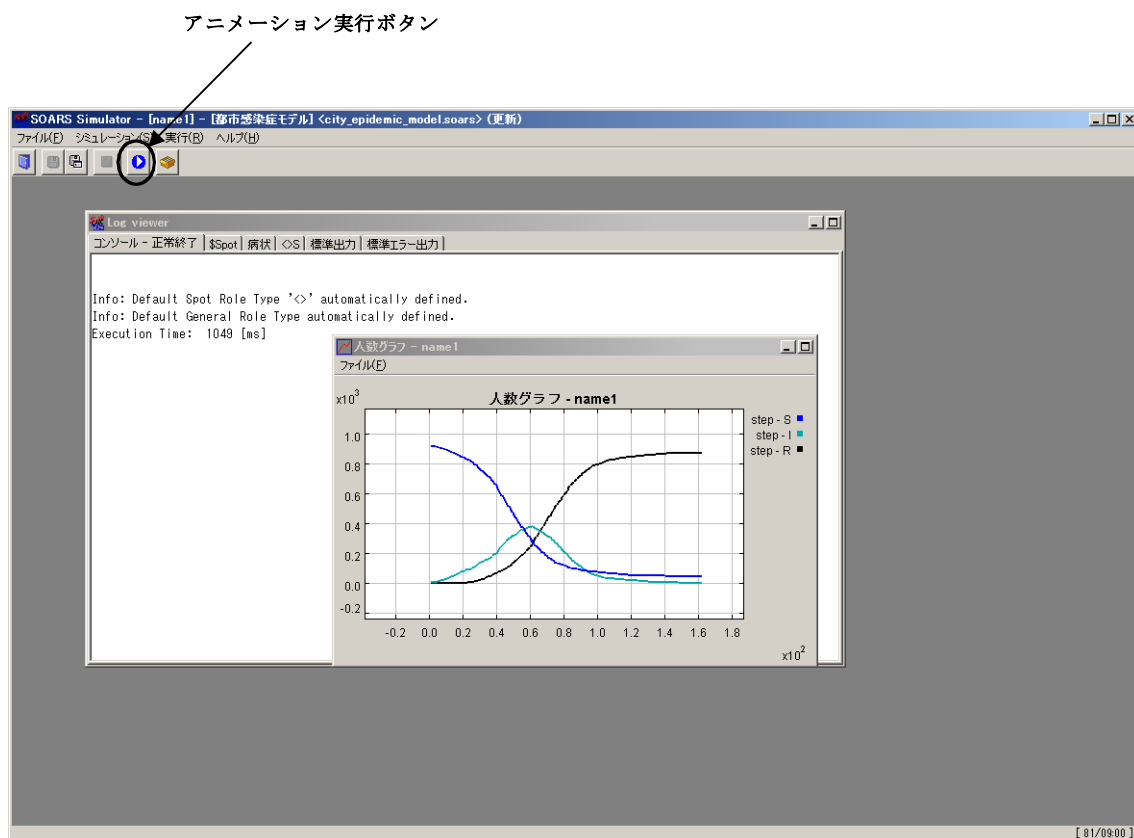 アニメーション実行ボタン
SOARS Simulator - [name1] - [都市感染症モデル] <city_epidemic_model.soars> (更新)
ファイル(F) シミュレーション(S) 実行(R) ヘルプ(H)
Log viewer
コンソール - 正常終了 $Spot 病状 <>S 標準出力 標準エラー出力
Info: Default Spot Role Type '<>' automatically defined.
Info: Default General Role Type automatically defined.
Execution Time: 1049 [ms]
人数グラフ - name1
ファイル(F)
x10^3
人数グラフ - name1
step - S
step - I
step - R
1.0
0.8
0.6
0.4
0.2
0.0
-0.2
-0.2 0.0 0.2 0.4 0.6 0.8 1.0 1.2 1.4 1.6 1.8
x10^2
[ 81/09:00 ]